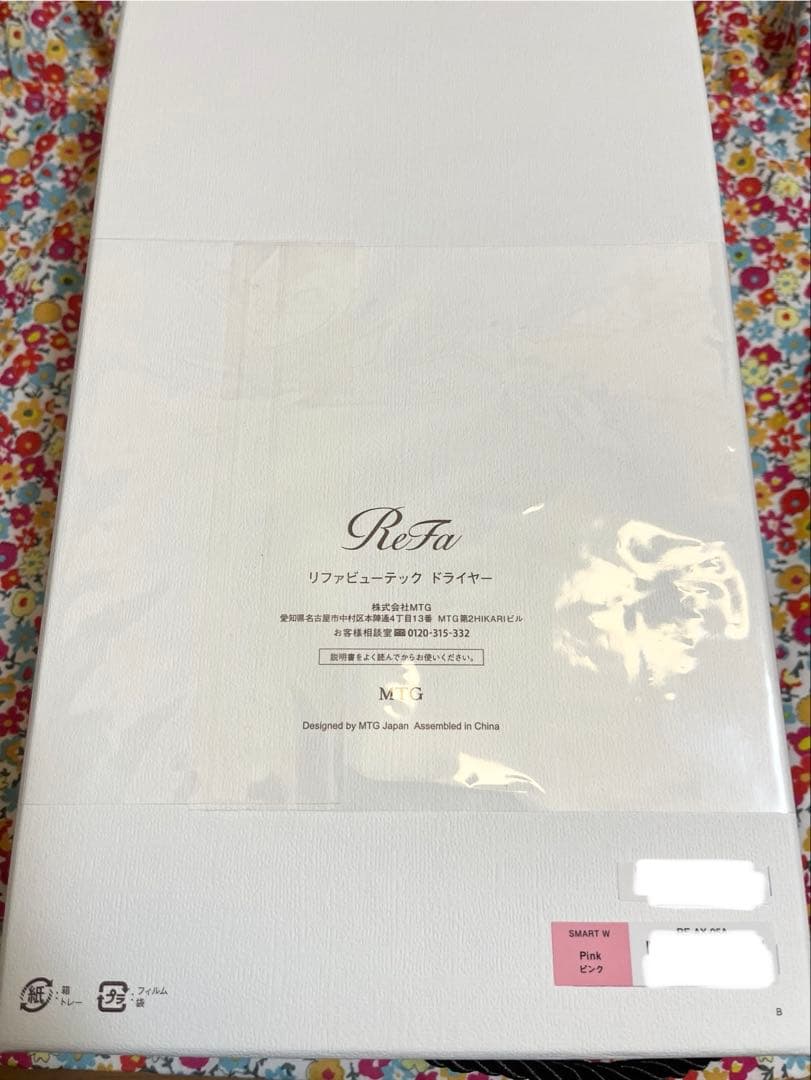 ReFa
リファビューテック ドライヤー
株式会社MTG
愛知県名古屋市中村区本陣通4丁目13番 MTG第2HIKARIビル
お客様相談室 0120-315-332
説明書をよく読んでからお使いください。
MTG
Designed by MTG Japan Assembled in China
SMART W
Pink
ピンク
紙 : 箱
トレー
プラ : フィルム
袋
B